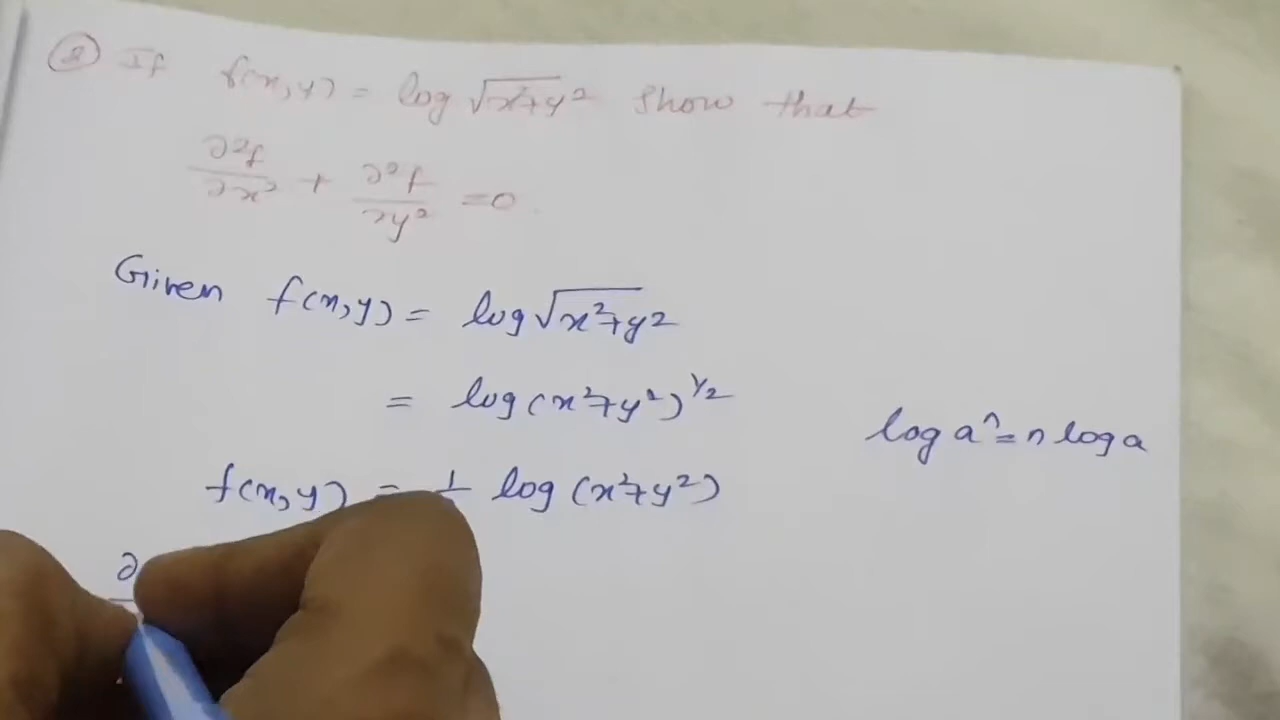 ② If f(x,y) = log √x²+y² show that
∂²f/∂x² + ∂²f/∂y² = 0.
Given f(x,y) = log √x²+y²
= log (x²+y²)^1/2
log aⁿ = n log a
f(x,y) = log (x²+y²)
∂